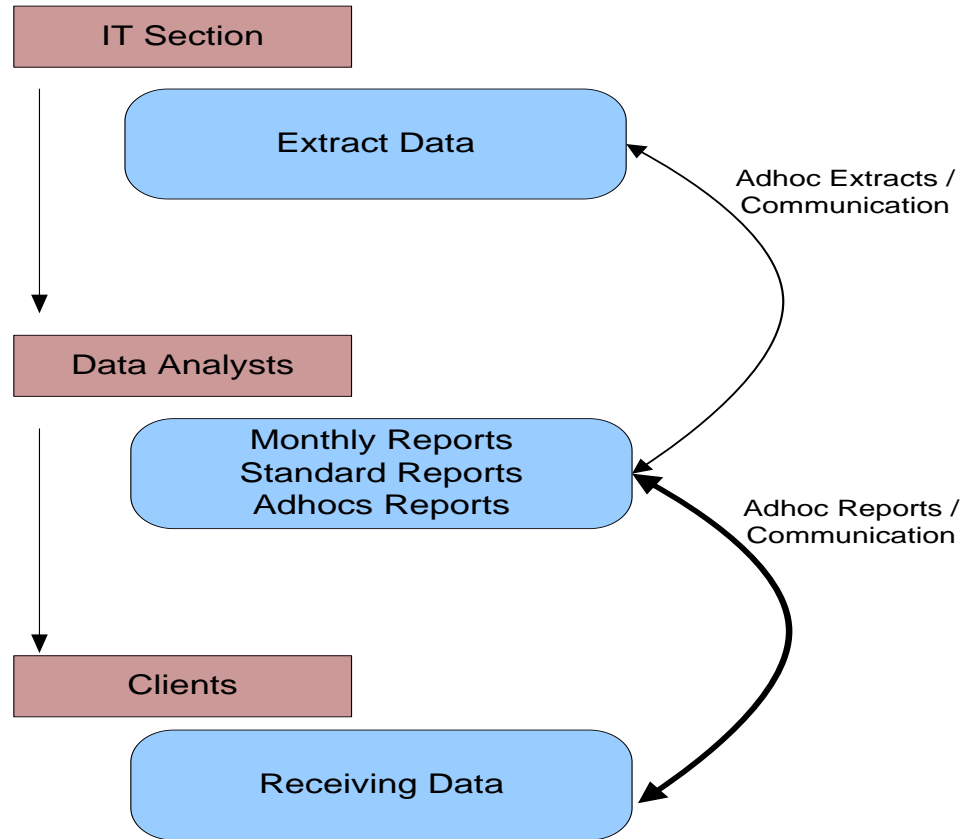 IT Section
Extract Data
Adhoc Extracts /
Communication
Data Analysts
Monthly Reports
Standard Reports
Adhocs Reports
Adhoc Reports /
Communication
Clients
Receiving Data